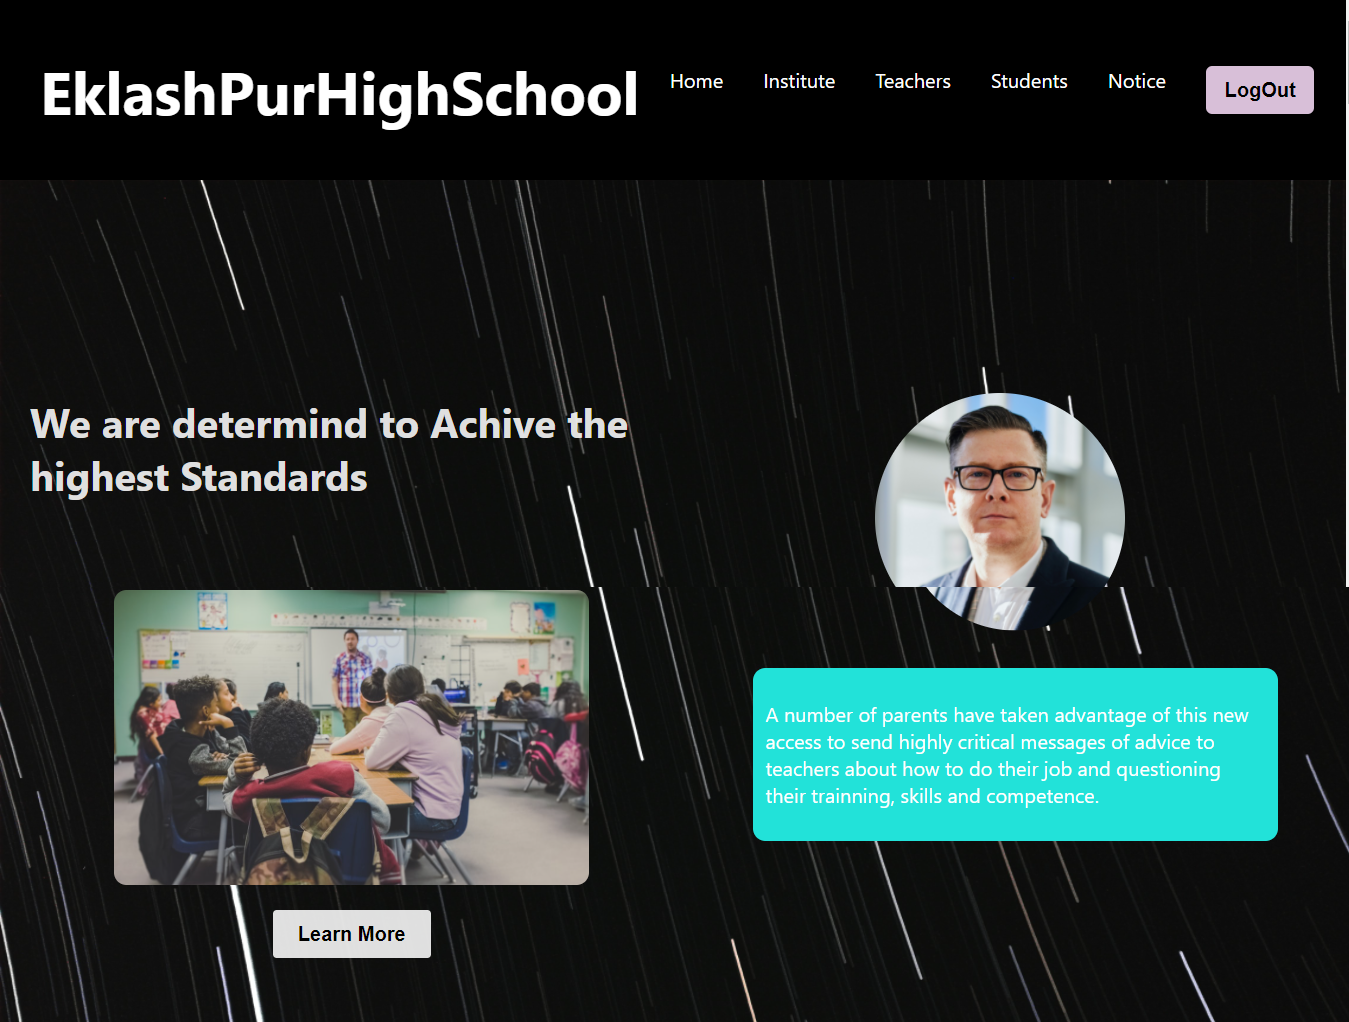 EklashPurHighSchool
Home
Institute
Teachers
Students
Notice
LogOut
We are determind to Achive the
highest Standards
Learn More
A number of parents have taken advantage of this new
access to send highly critical messages of advice to
teachers about how to do their job and questioning
their trainning, skills and competence.